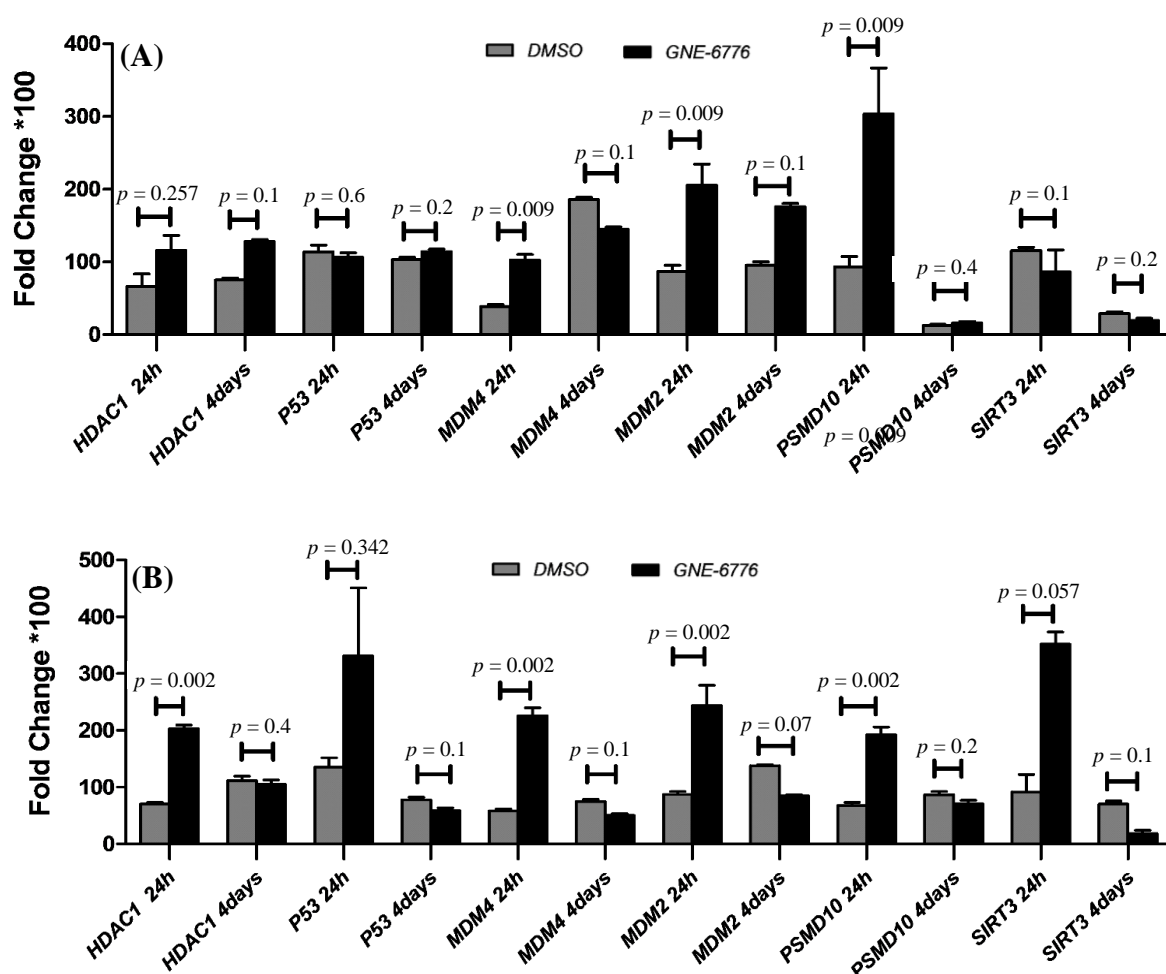 (A)
DMSO GNE-6776
Fold Change *100
400
300
200
100
0
p = 0.257
p = 0.1
p = 0.6
p = 0.2
p = 0.009
p = 0.1
p = 0.009
p = 0.1
p = 0.009
p = 0.4
p = 0.1
p = 0.2
HDAC1 24h
HDAC1 4days
P53 24h
P53 4days
MDM4 24h
MDM4 4days
MDM2 24h
MDM2 4days
PSMD10 24h
PSMD10 4days
SIRT3 24h
SIRT3 4days
p = 0.009
(B)
DMSO GNE-6776
Fold Change *100
500
400
300
200
100
0
p = 0.002
p = 0.4
p = 0.342
p = 0.1
p = 0.002
p = 0.1
p = 0.002
p = 0.07
p = 0.002
p = 0.2
p = 0.057
p = 0.1
HDAC1 24h
HDAC1 4days
P53 24h
P53 4days
MDM4 24h
MDM4 4days
MDM2 24h
MDM2 4days
PSMD10 24h
PSMD10 4days
SIRT3 24h
SIRT3 4days